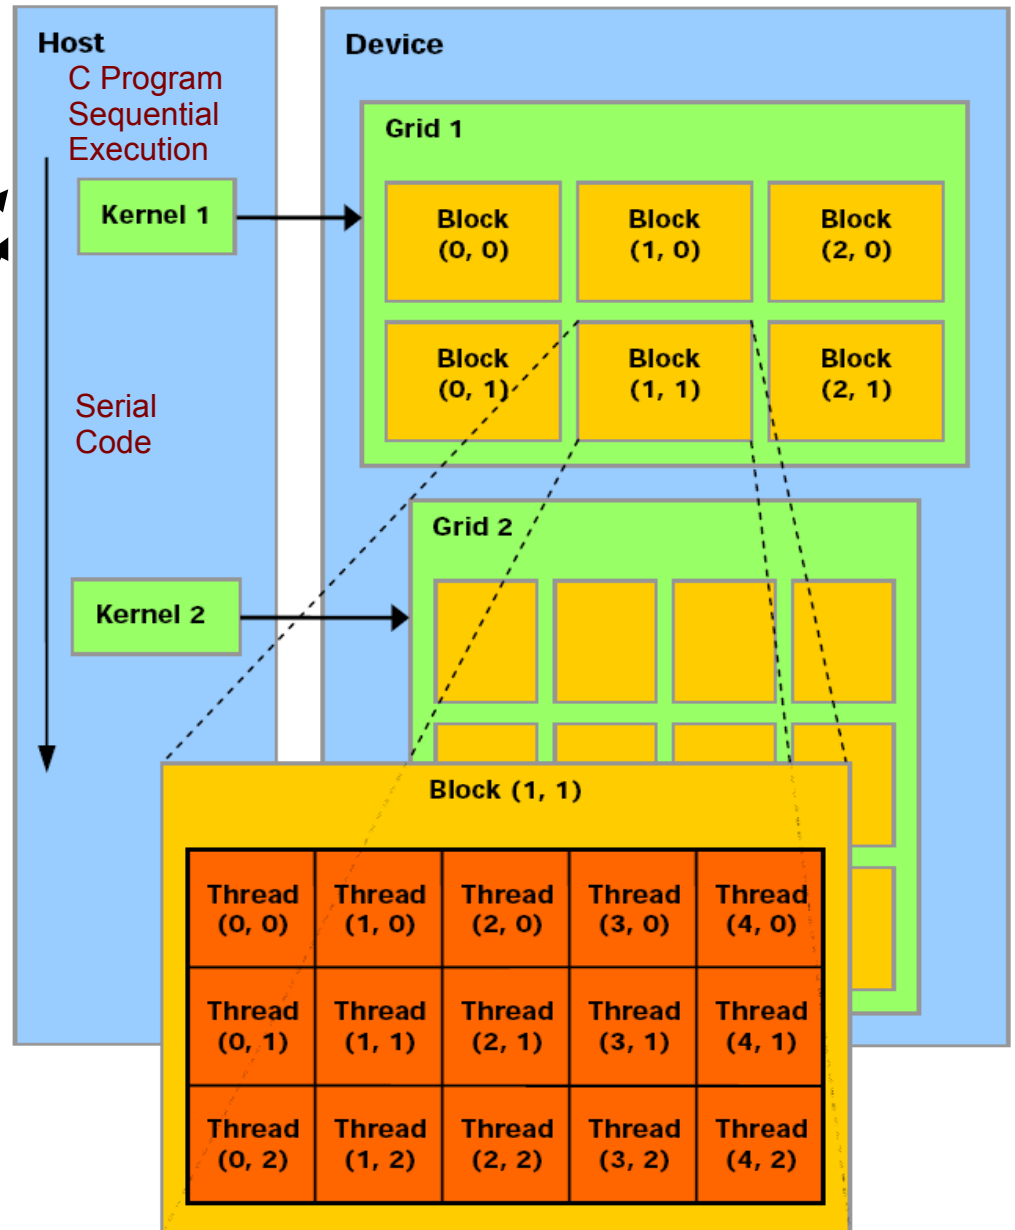 Host
C Program
Sequential
Execution
Kernel 1
Serial
Code
Kernel 2
Device
Grid 1
Block
(0, 0)
Block
(1, 0)
Block
(2, 0)
Block
(0, 1)
Block
(1, 1)
Block
(2, 1)
Grid 2
Block (1, 1)
Thread
(0, 0)
Thread
(1, 0)
Thread
(2, 0)
Thread
(3, 0)
Thread
(4, 0)
Thread
(0, 1)
Thread
(1, 1)
Thread
(2, 1)
Thread
(3, 1)
Thread
(4, 1)
Thread
(0, 2)
Thread
(1, 2)
Thread
(2, 2)
Thread
(3, 2)
Thread
(4, 2)